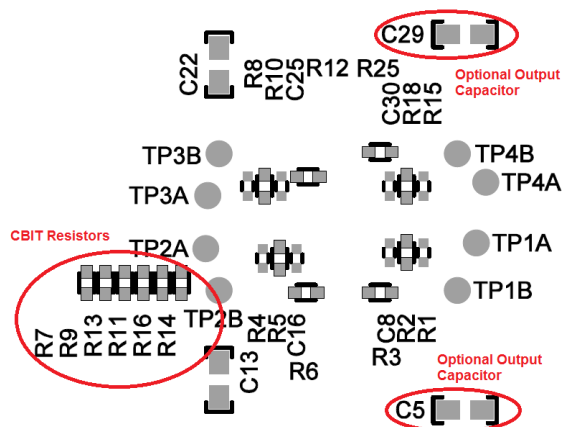 C29
Optional Output
Capacitor
C22
R8
R10
C25
R12
R25
C30
R18
R15
TP3B
TP4B
TP3A
TP4A
CBIT Resistors
TP2A
TP1A
TP2B
TP1B
R7
R9
R13
R11
R16
R14
R4
R5
C16
R6
C8
R2
R1
R3
C13
Optional Output
Capacitor
C5